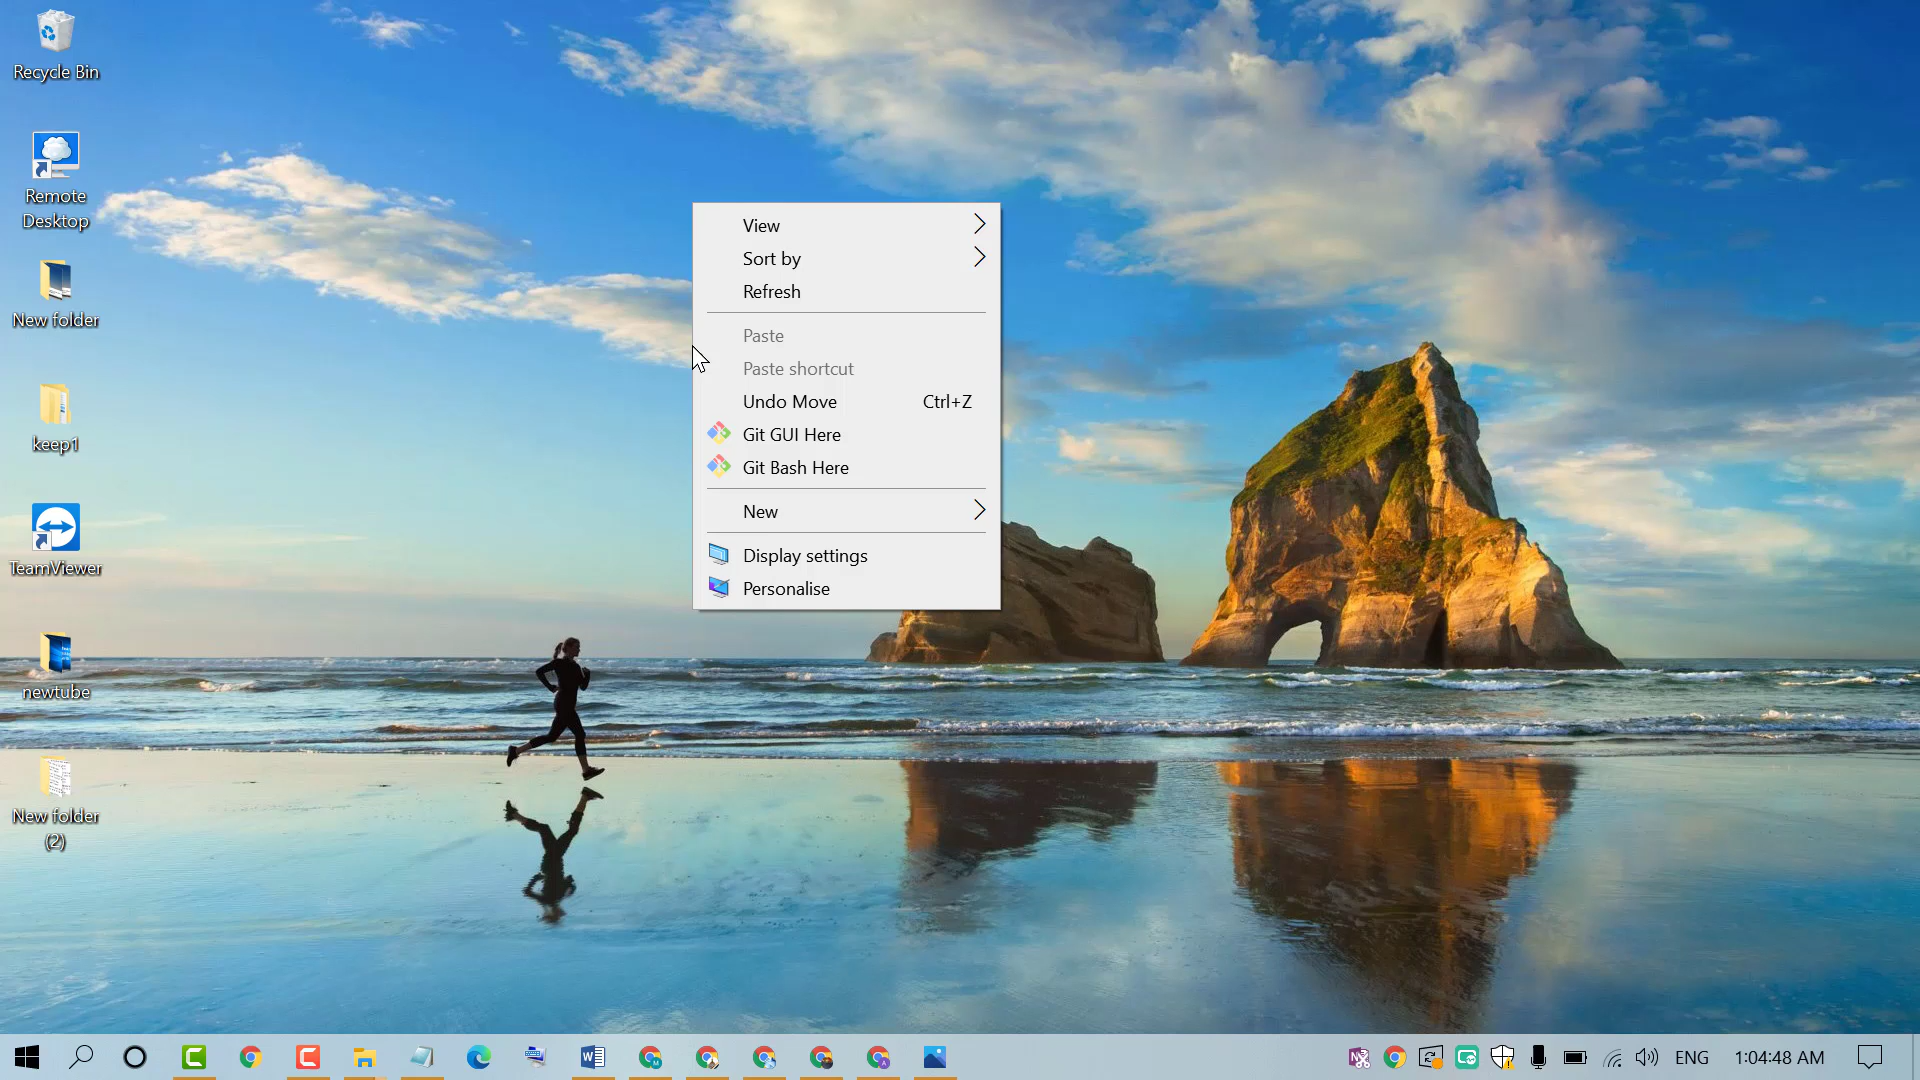 Recycle Bin
Remote
Desktop
New folder
keep1
TeamViewer
newtube
New folder
(2)
View
Sort by
Refresh
Paste
Paste shortcut
Undo Move Ctrl+Z
Git GUI Here
Git Bash Here
New
Display settings
Personalise
ENG 1:04:48 AM